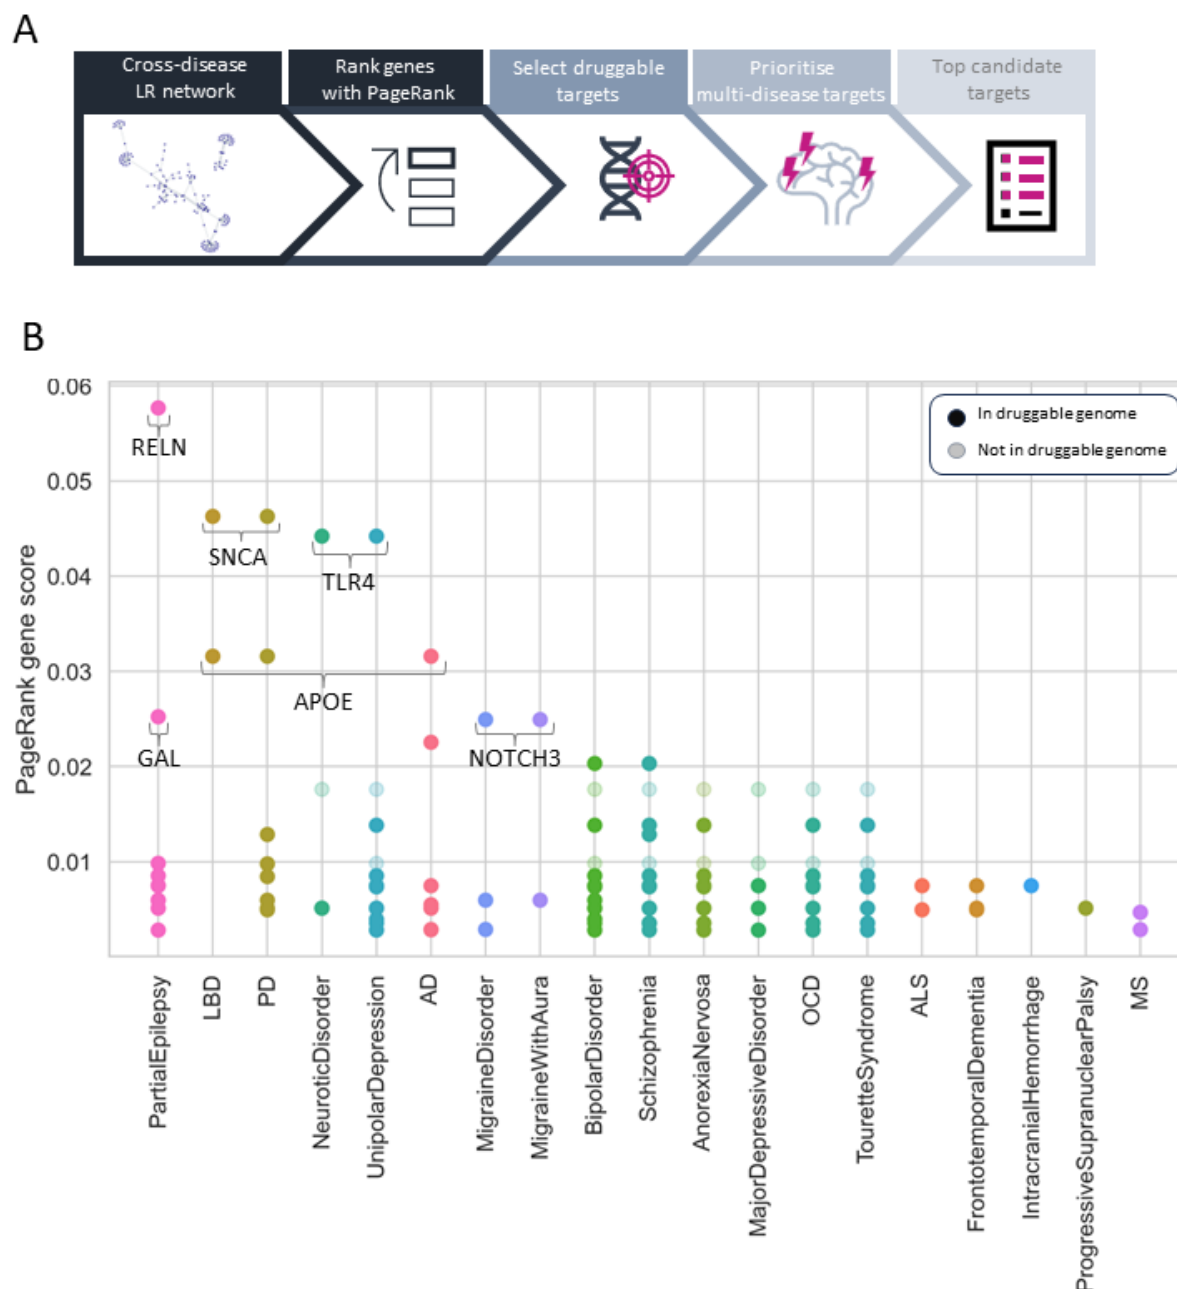 A
Cross-disease
LR network
Rank genes
with PageRank
Select druggable
targets
Prioritise
multi-disease targets
Top candidate
targets
B
PageRank gene score
0.06
0.05
0.04
0.03
0.02
0.01
In druggable genome
Not in druggable genome
RELN
SNCA
TLR4
APOE
GAL
NOTCH3
PartialEpilepsy
LBD
PD
NeuroticDisorder
UnipolarDepression
AD
MigraineDisorder
MigraineWithAura
BipolarDisorder
Schizophrenia
AnorexiaNervosa
MajorDepressiveDisorder
OCD
TouretteSyndrome
ALS
FrontotemporalDementia
IntracranialHemorrhage
ProgressiveSupranuclearPalsy
MS